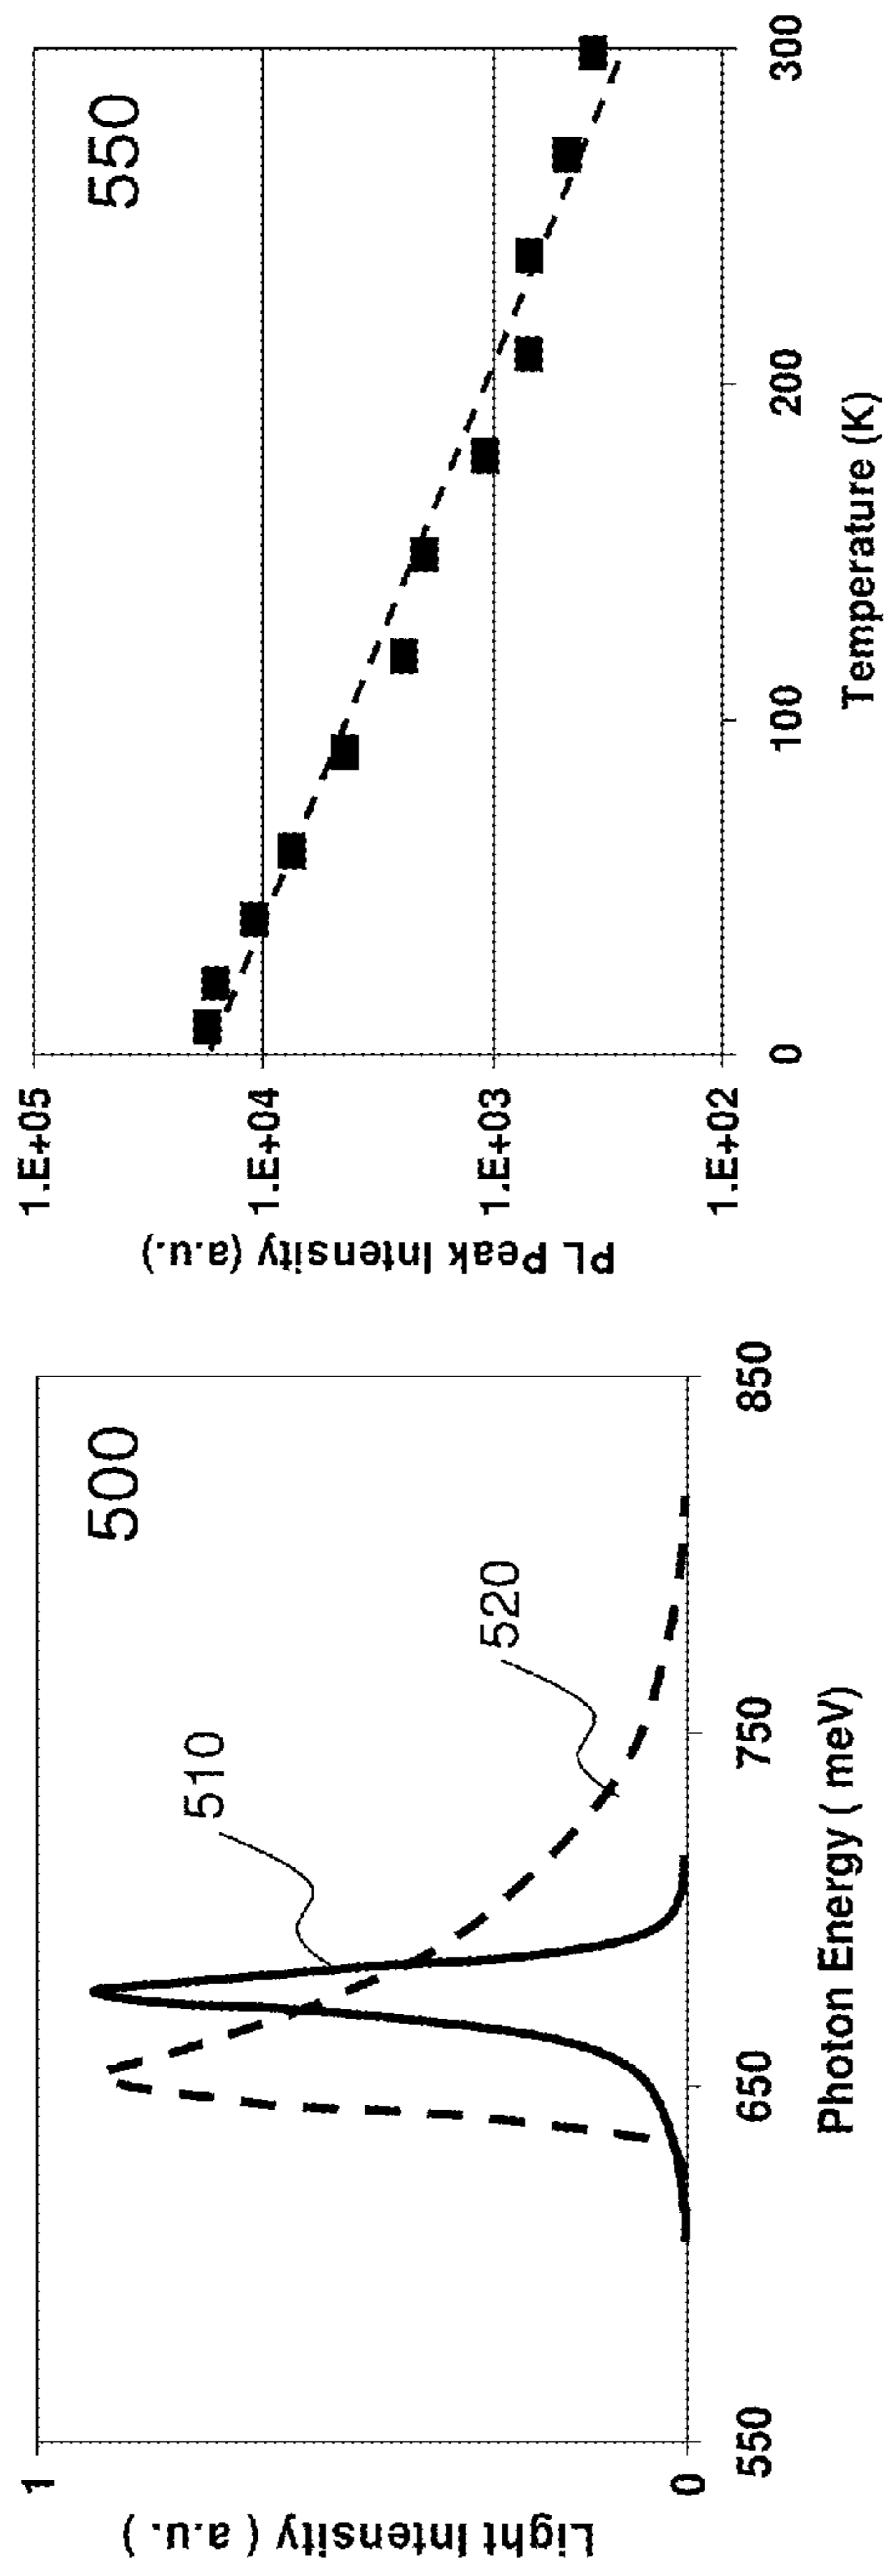 500
Light Intensity ( a.u. )
1
0
510
520
550
650
750
850
Photon Energy ( meV)
550
PL Peak Intensity (a.u.)
1.E+05
1.E+04
1.E+03
1.E+02
0
100
200
300
Temperature (K)